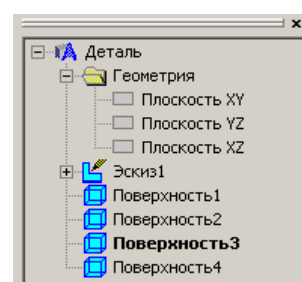 Деталь
Геометрия
Плоскость XY
Плоскость YZ
Плоскость XZ
Эскиз1
Поверхность1
Поверхность2
Поверхность3
Поверхность4